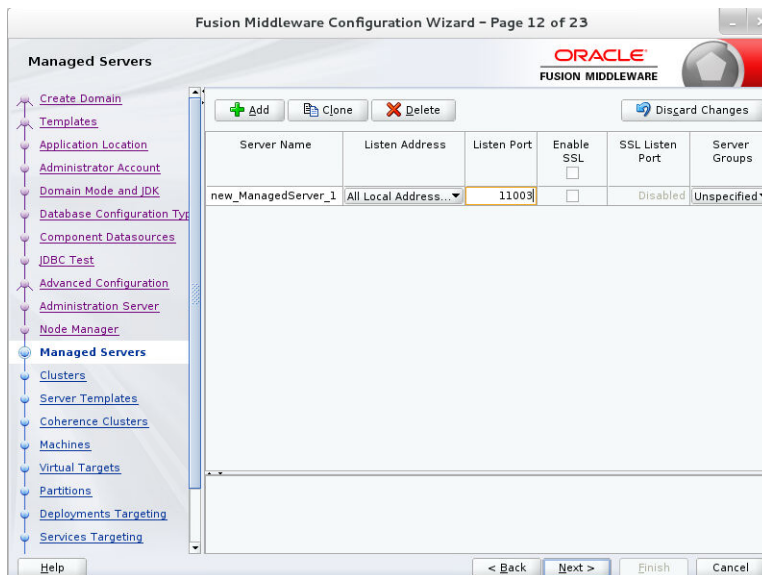 Fusion Middleware Configuration Wizard – Page 12 of 23
Managed Servers
ORACLE
FUSION MIDDLEWARE
Create Domain
Templates
Application Location
Administrator Account
Domain Mode and JDK
Database Configuration Typ
Component Datasources
JDBC Test
Advanced Configuration
Administration Server
Node Manager
Managed Servers
Clusters
Server Templates
Coherence Clusters
Machines
Virtual Targets
Partitions
Deployments Targeting
Services Targeting
Add Clone Delete Discard Changes
Server Name Listen Address Listen Port Enable SSL SSL Listen Port Server Groups
new_ManagedServer_1 All Local Address... 11003 Disabled Unspecified
Help < Back Next > Finish Cancel